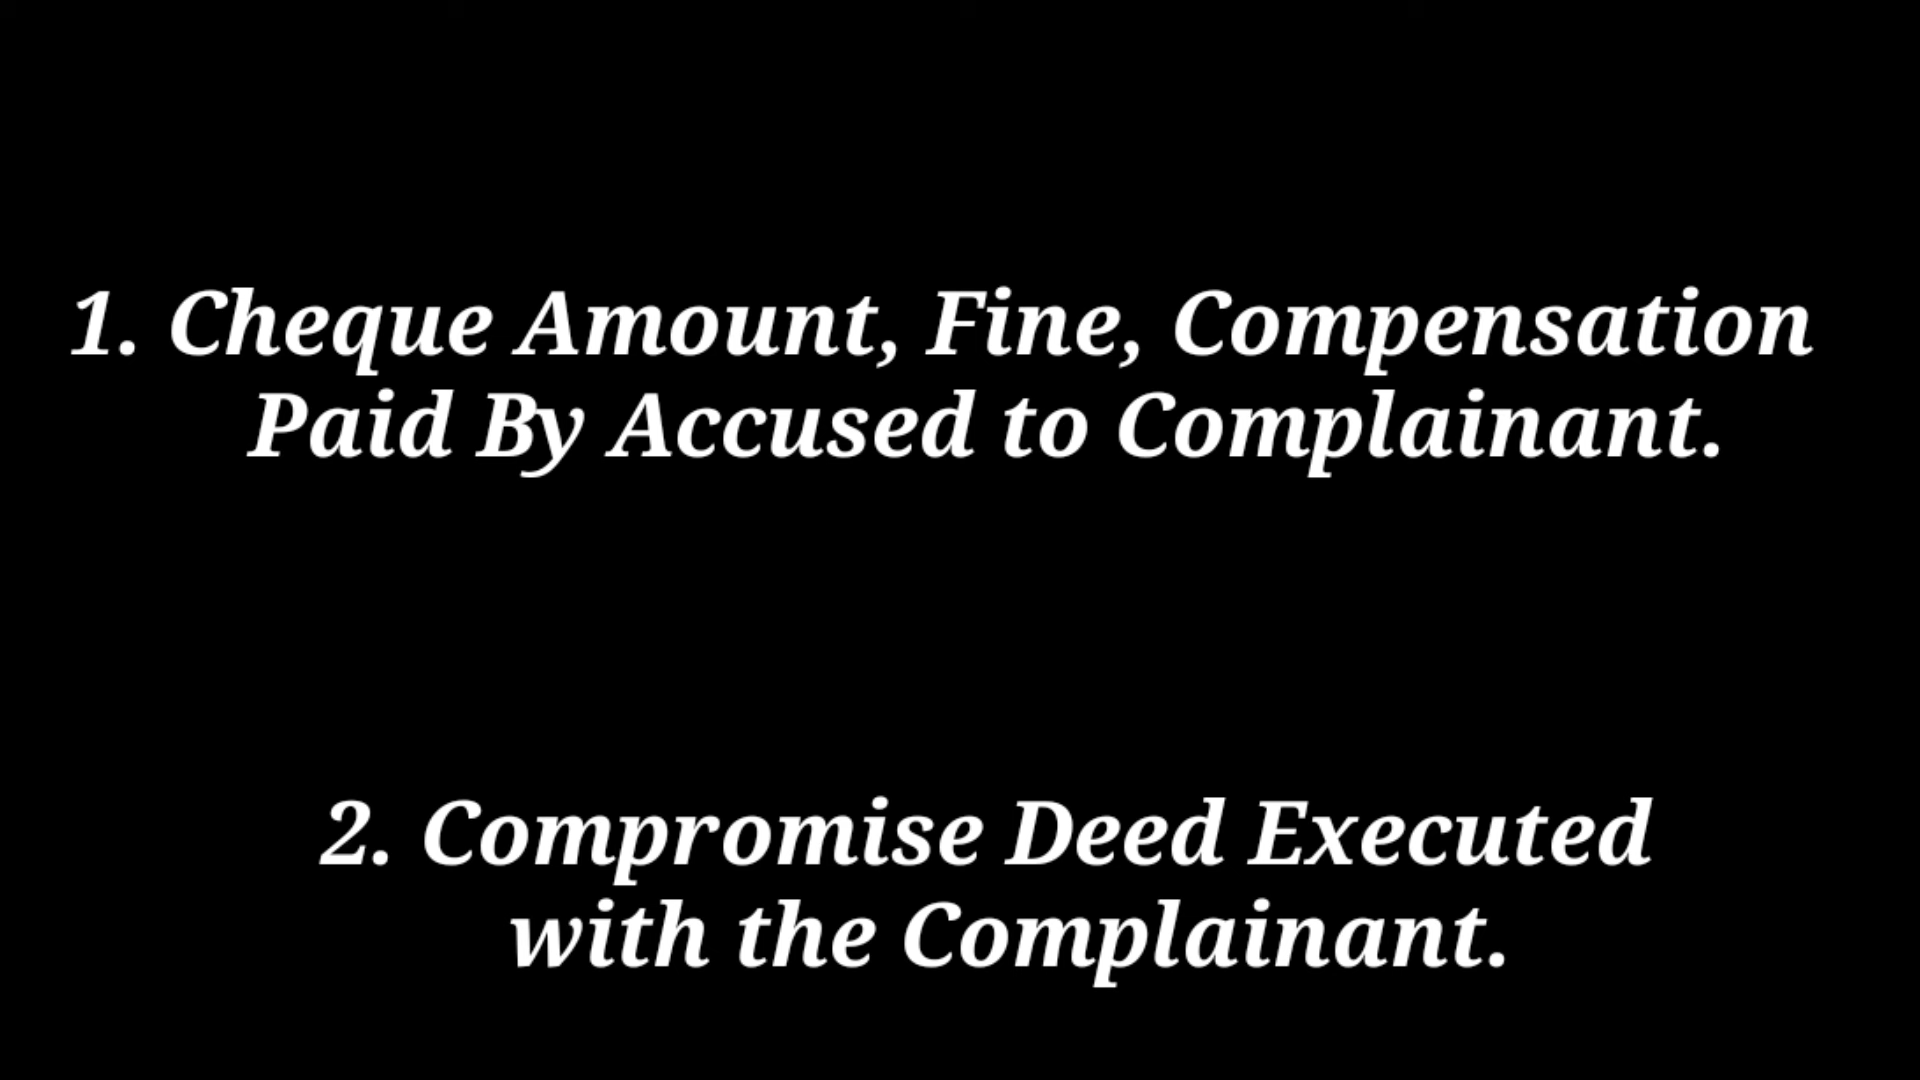 1. Cheque Amount, Fine, Compensation
Paid By Accused to Complainant.
2. Compromise Deed Executed
with the Complainant.